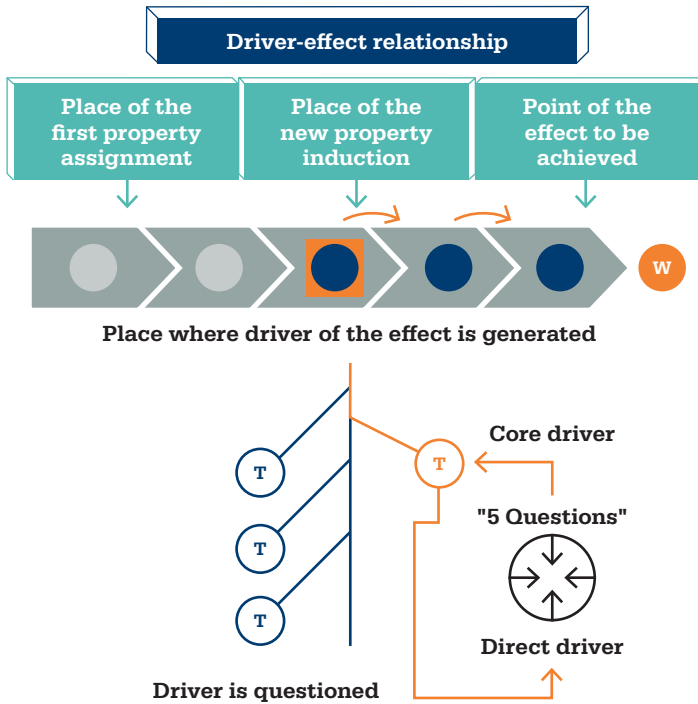 Driver-effect relationship
Place of the
first property
assignment
Place of the
new property
induction
Point of the
effect to be
achieved
W
Place where driver of the effect is generated
Core driver
T
T
"5 Questions"
T
T
Direct driver
Driver is questioned